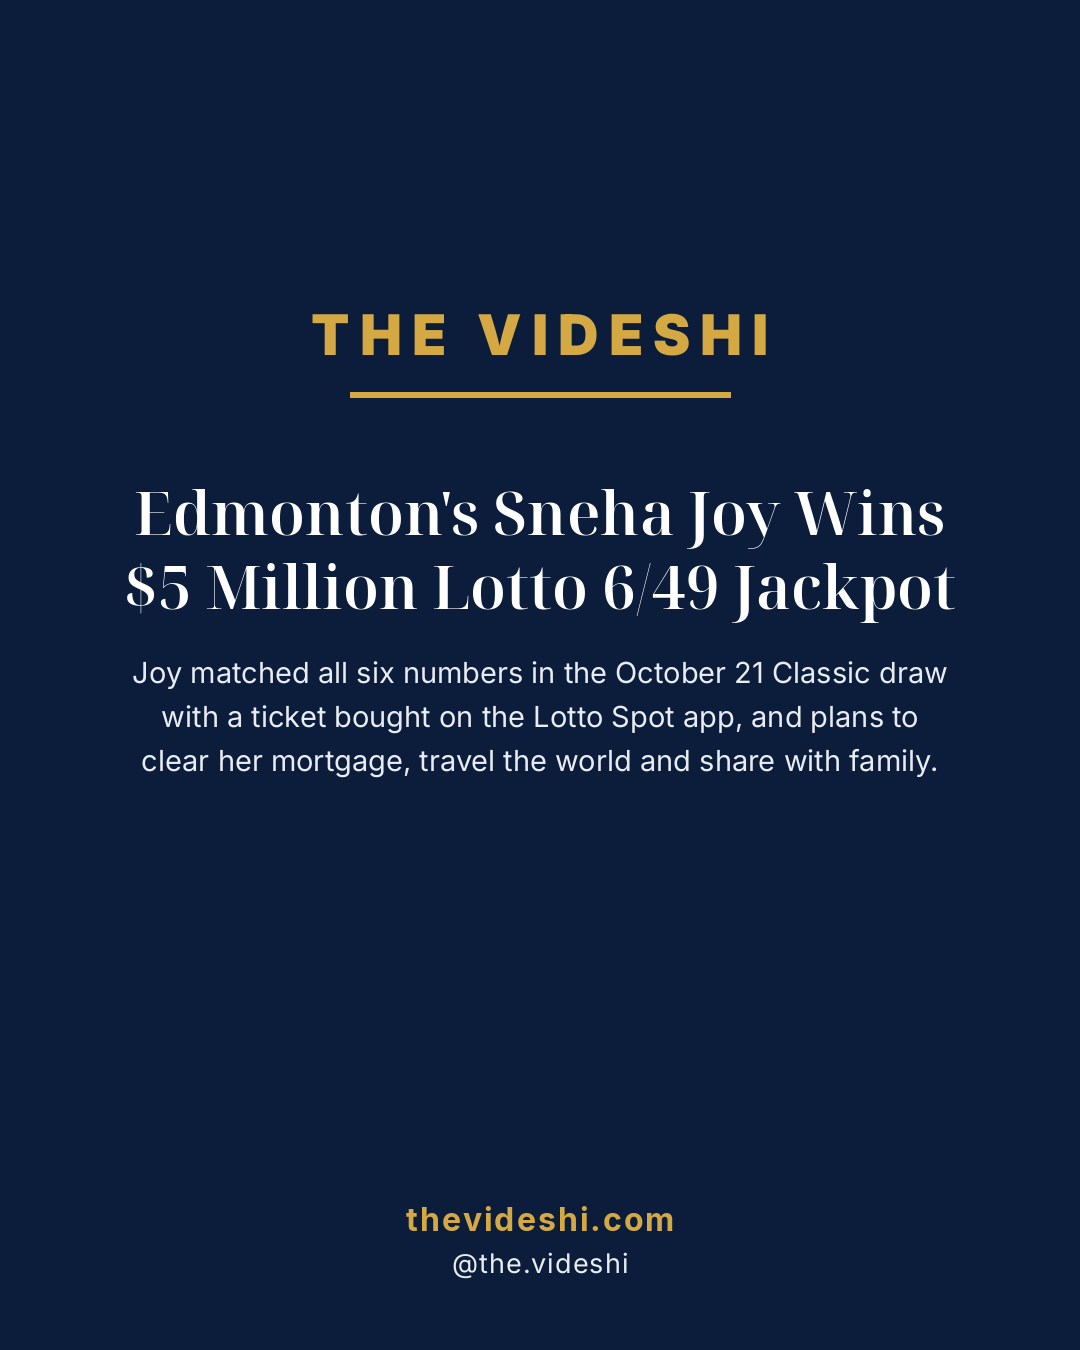 THE VIDESHI
Edmonton's Sneha Joy Wins
$5 Million Lotto 6/49 Jackpot
Joy matched all six numbers in the October 21 Classic draw
with a ticket bought on the Lotto Spot app, and plans to
clear her mortgage, travel the world and share with family.
thevideshi.com
@the.videshi